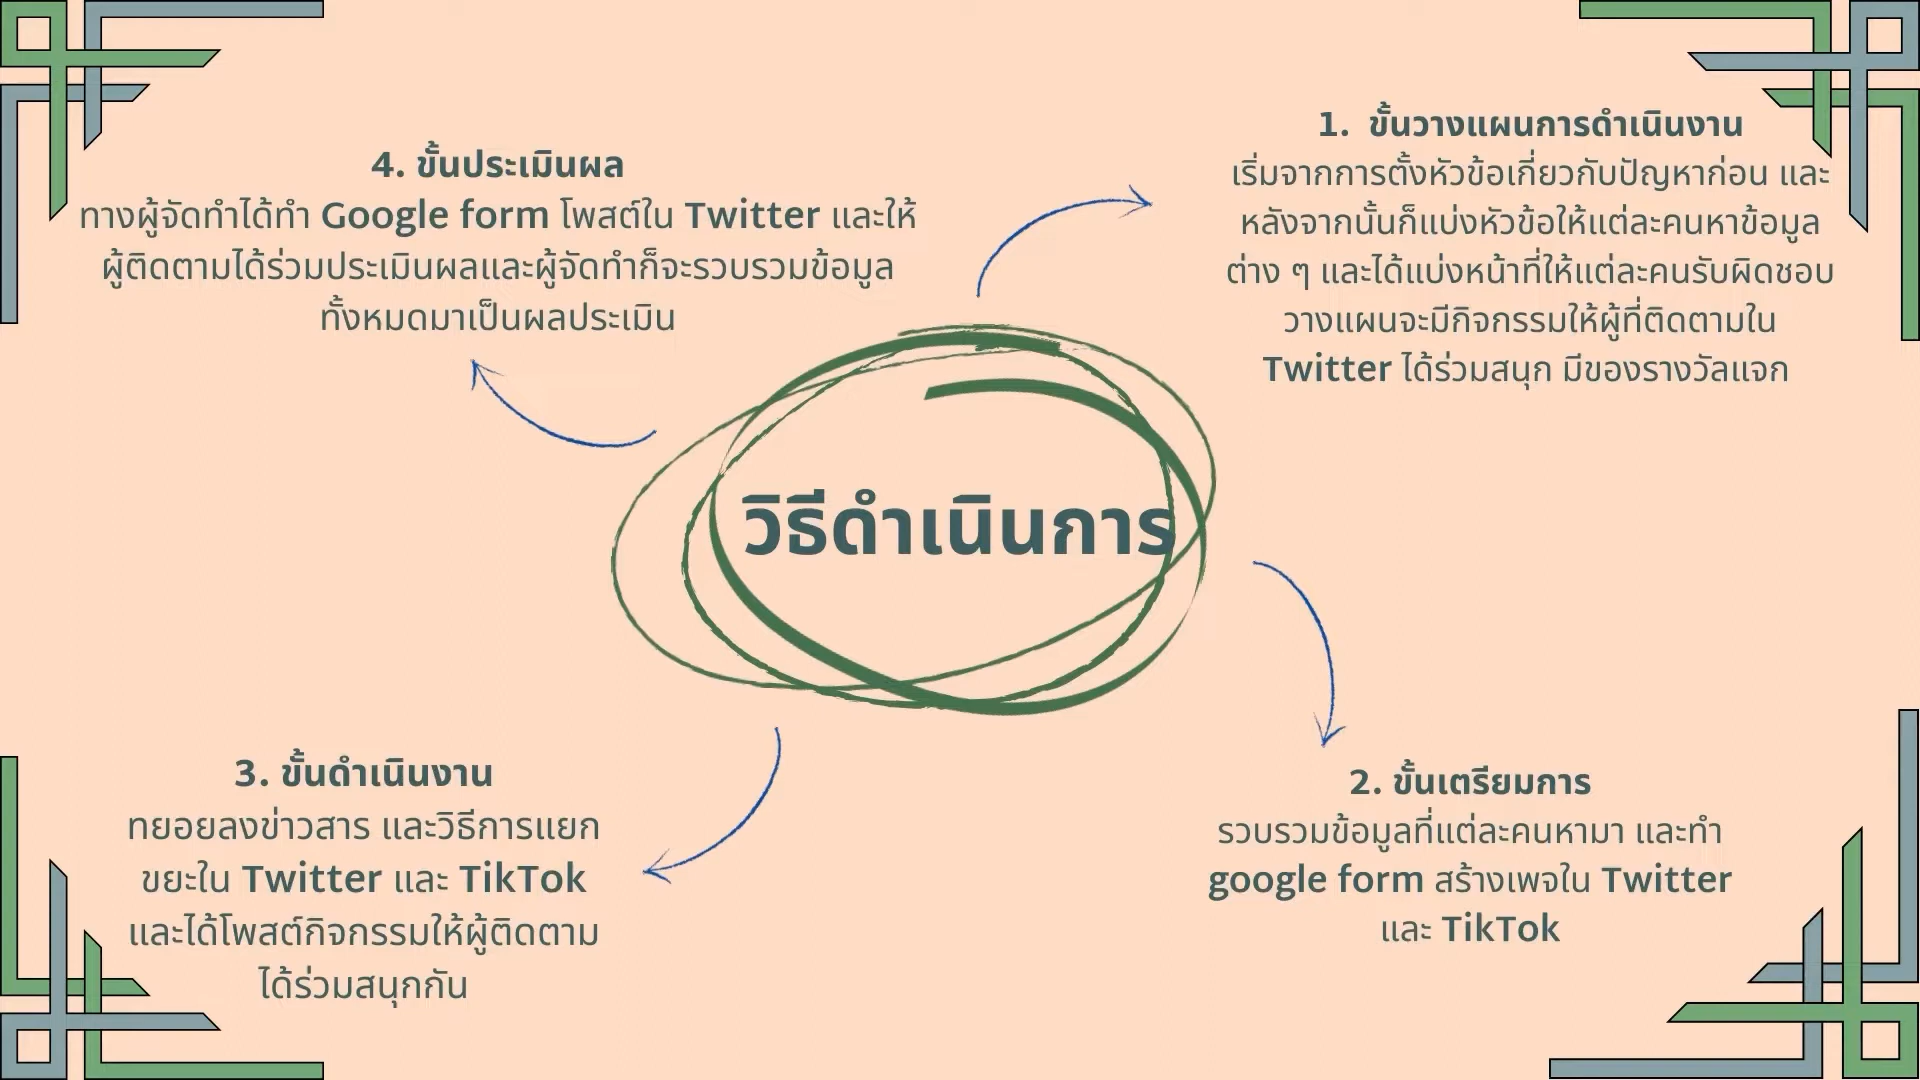 วิธีดำเนินการ
1. ขั้นวางแผนการดำเนินงาน
เริ่มจากการตั้งหัวข้อเกี่ยวกับปัญหาก่อน และ
หลังจากนั้นก็แบ่งหัวข้อให้แต่ละคนหาข้อมูล
ต่าง ๆ และได้แบ่งหน้าที่ให้แต่ละคนรับผิดชอบ
วางแผนจะมีกิจกรรมให้ผู้ที่ติดตามใน
Twitter ได้ร่วมสนุก มีของรางวัลแจก
2. ขั้นเตรียมการ
รวบรวมข้อมูลที่แต่ละคนหามา และทำ
google form สร้างเพจใน Twitter
และ TikTok
3. ขั้นดำเนินงาน
ทยอยลงข่าวสาร และวิธีการแยก
ขยะใน Twitter และ TikTok
และได้โพสต์กิจกรรมให้ผู้ติดตาม
ได้ร่วมสนุกกัน
4. ขั้นประเมินผล
ทางผู้จัดทำได้ทำ Google form โพสต์ใน Twitter และให้
ผู้ติดตามได้ร่วมประเมินผลและผู้จัดทำก็จะรวบรวมข้อมูล
ทั้งหมดมาเป็นผลประเมิน